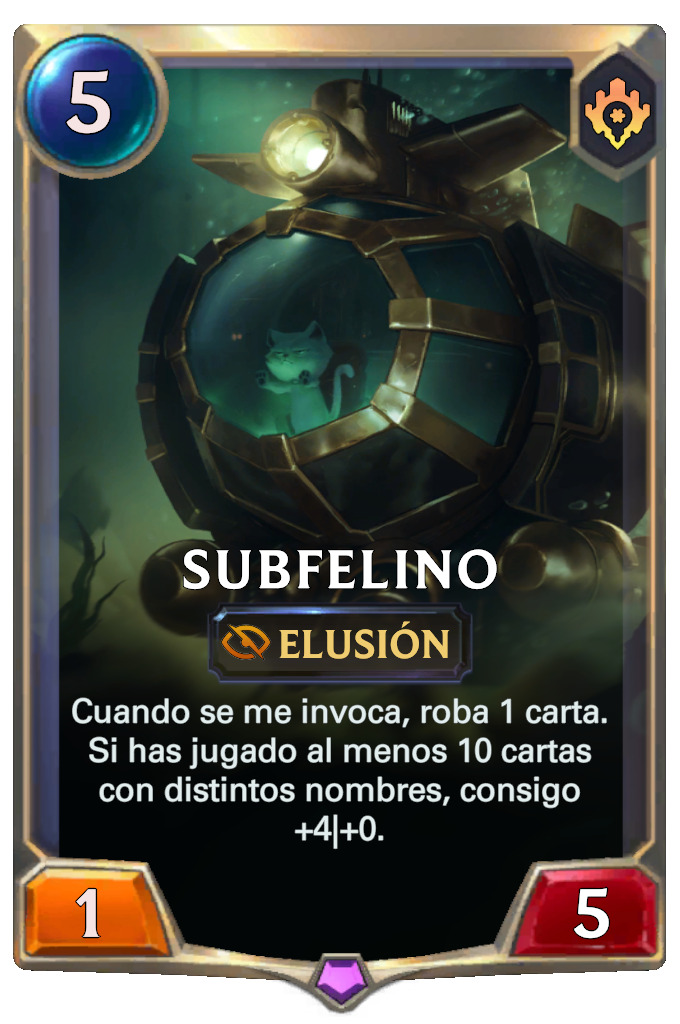 5
SUBFELINO
ELUSIÓN
Cuando se me invoca, roba 1 carta.
Si has jugado al menos 10 cartas
con distintos nombres, consigo
+4|+0.
1
5